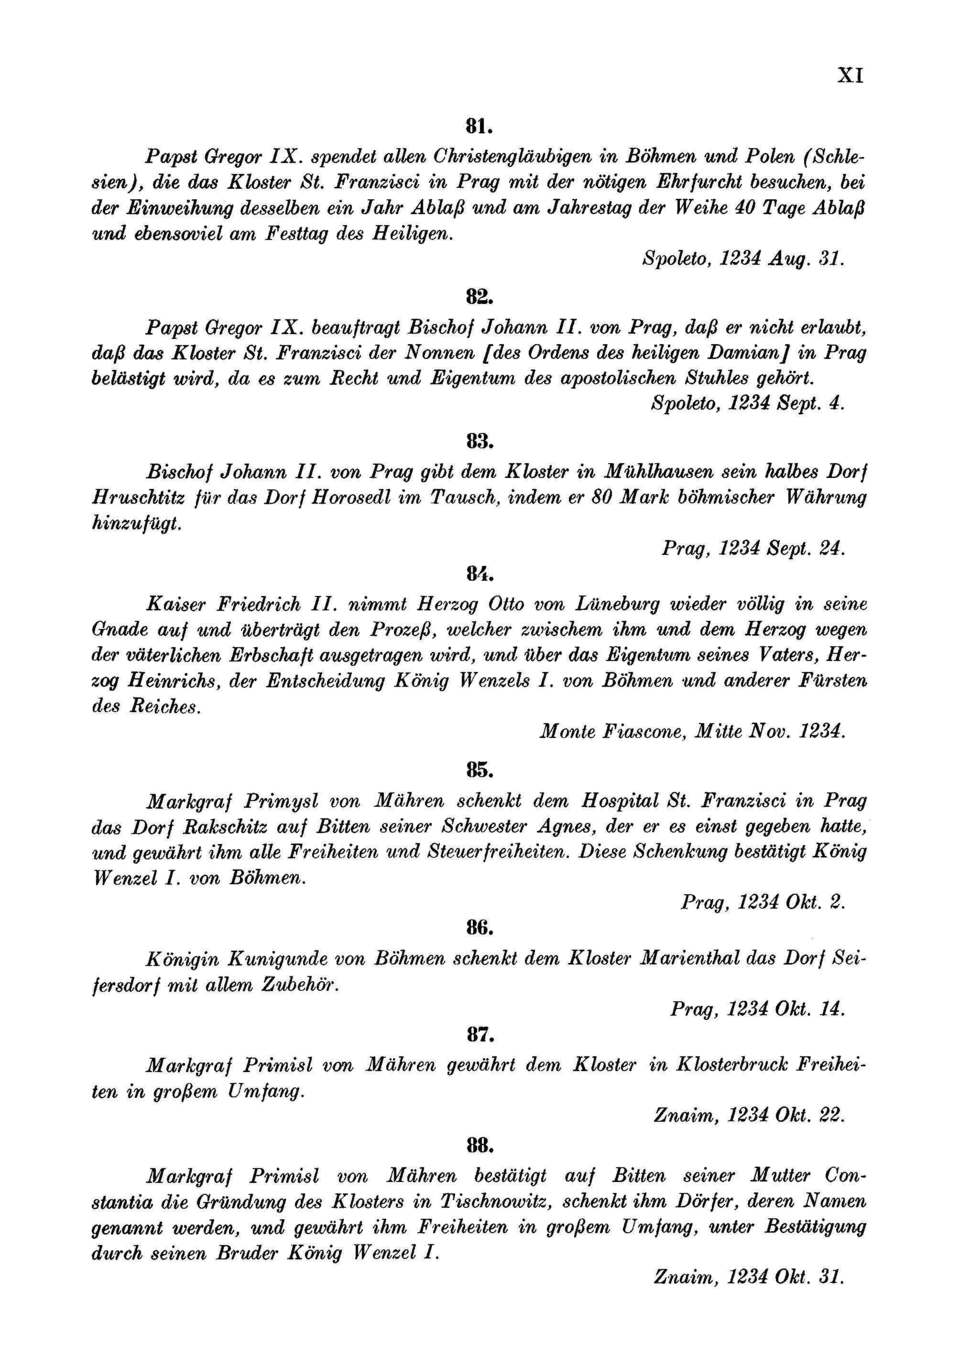 XI
81.
Papst Gregor IX. spendet allen Christengläubigen in Böhmen und Polen (Schle-
sien), die das Kloster St. Franzisci in Prag mit der nötigen Ehrfurcht besuchen, bei
der Einweihung desselben ein Jahr Ablaß und am Jahrestag der Weihe 40 Tage Ablaß
und ebensoviel am Festtag des Heiligen.
Spoleto, 1234 Aug. 31.
82.
Papst Gregor IX. beauftragt Bischof Johann II. von Prag, daß er nicht erlaubt,
daß das Kloster St. Franzisci der Nonnen [des Ordens des heiligen Damian] in Prag
belästigt wird, da es zum Recht und Eigentum des apostolischen Stuhles gehört.
Spoleto, 1234 Sept. 4.
83.
Bischof Johann II. von Prag gibt dem Kloster in Mühlhausen sein halbes Dorf
Hruschtitz für das Dorf Horosedl im Tausch, indem er 80 Mark böhmischer Währung
hinzufügt.
Prag, 1234 Sept. 24.
84.
Kaiser Friedrich II. nimmt Herzog Otto von Lüneburg wieder völlig in seine
Gnade auf und überträgt den Prozeß, welcher zwischem ihm und dem Herzog wegen
der väterlichen Erbschaft ausgetragen wird, und über das Eigentum seines Vaters, Her-
zog Heinrichs, der Entscheidung König Wenzels I. von Böhmen und anderer Fürsten
des Reiches.
Monte Fiascone, Mitte Nov. 1234.
85.
Markgraf Primysl von Mähren schenkt dem Hospital St. Franzisci in Prag
das Dorf Rakschitz auf Bitten seiner Schwester Agnes, der er es einst gegeben hatte,
und gewährt ihm alle Freiheiten und Steuerfreiheiten. Diese Schenkung bestätigt König
Wenzel I. von Böhmen.
Prag, 1234 Okt. 2.
86.
Königin Kunigunde von Böhmen schenkt dem Kloster Marienthal das Dorf Sei-
fersdorf mit allem Zubehör.
Prag, 1234 Okt. 14.
87.
Markgraf Primisl von Mähren gewährt dem Kloster in Klosterbruck Freihei-
ten in großem Umfang.
Znaim, 1234 Okt. 22.
88.
Markgraf Primisl von Mähren bestätigt auf Bitten seiner Mutter Con-
stantia die Gründung des Klosters in Tischnowitz, schenkt ihm Dörfer, deren Namen
genannt werden, und gewährt ihm Freiheiten in großem Umfang, unter Bestätigung
durch seinen Bruder König Wenzel I.
Znaim, 1234 Okt. 31.